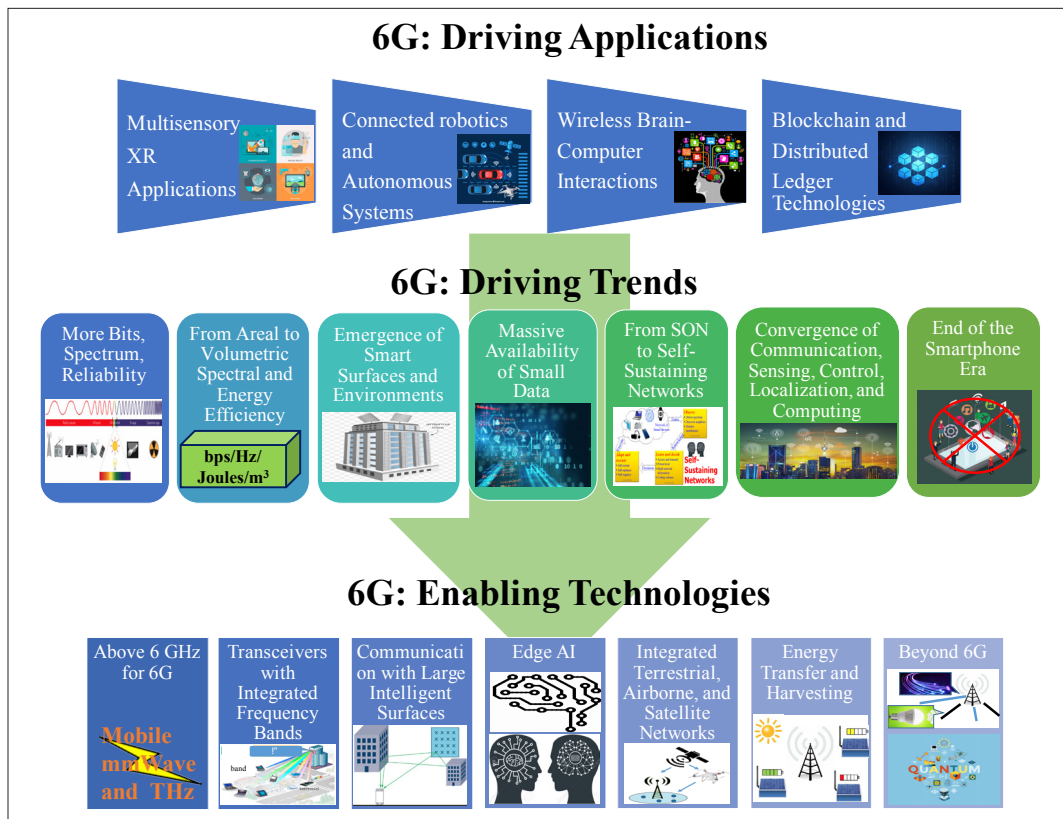 6G: Driving Applications
Multisensory
XR
Applications
Connected robotics
and
Autonomous
Systems
Wireless Brain-
Computer
Interactions
Blockchain and
Distributed
Ledger
Technologies
6G: Driving Trends
More Bits,
Spectrum,
Reliability
From Areal to
Volumetric
Spectral and
Energy
Efficiency
bps/Hz/
Joules/m³
Emergence of
Smart
Surfaces and
Environments
Massive
Availability
of Small
Data
From SON
to Self-
Sustaining
Networks
Self-
Sustaining
Networks
Convergence of
Communication,
Sensing, Control,
Localization, and
Computing
End of the
Smartphone
Era
6G: Enabling Technologies
Above 6 GHz
for 6G
Mobile
mmWave
and THz
Transceivers
with
Integrated
Frequency
Bands
band
Communicati
on with Large
Intelligent
Surfaces
Edge AI
Integrated
Terrestrial,
Airborne, and
Satellite
Networks
Energy
Transfer and
Harvesting
Beyond 6G
QUANTUM